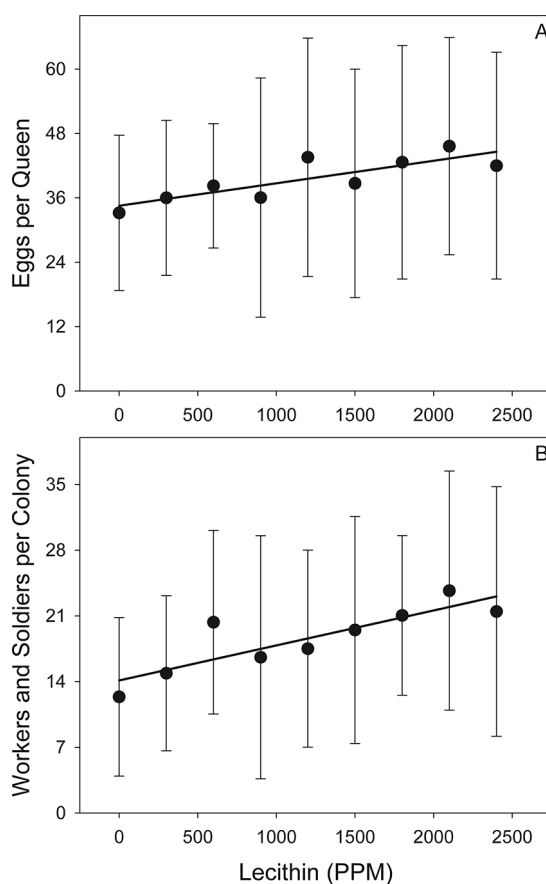 A
60
48
36
24
12
0
Eggs per Queen
0 500 1000 1500 2000 2500
B
35
28
21
14
7
0
Workers and Soldiers per Colony
0 500 1000 1500 2000 2500
Lecithin (PPM)